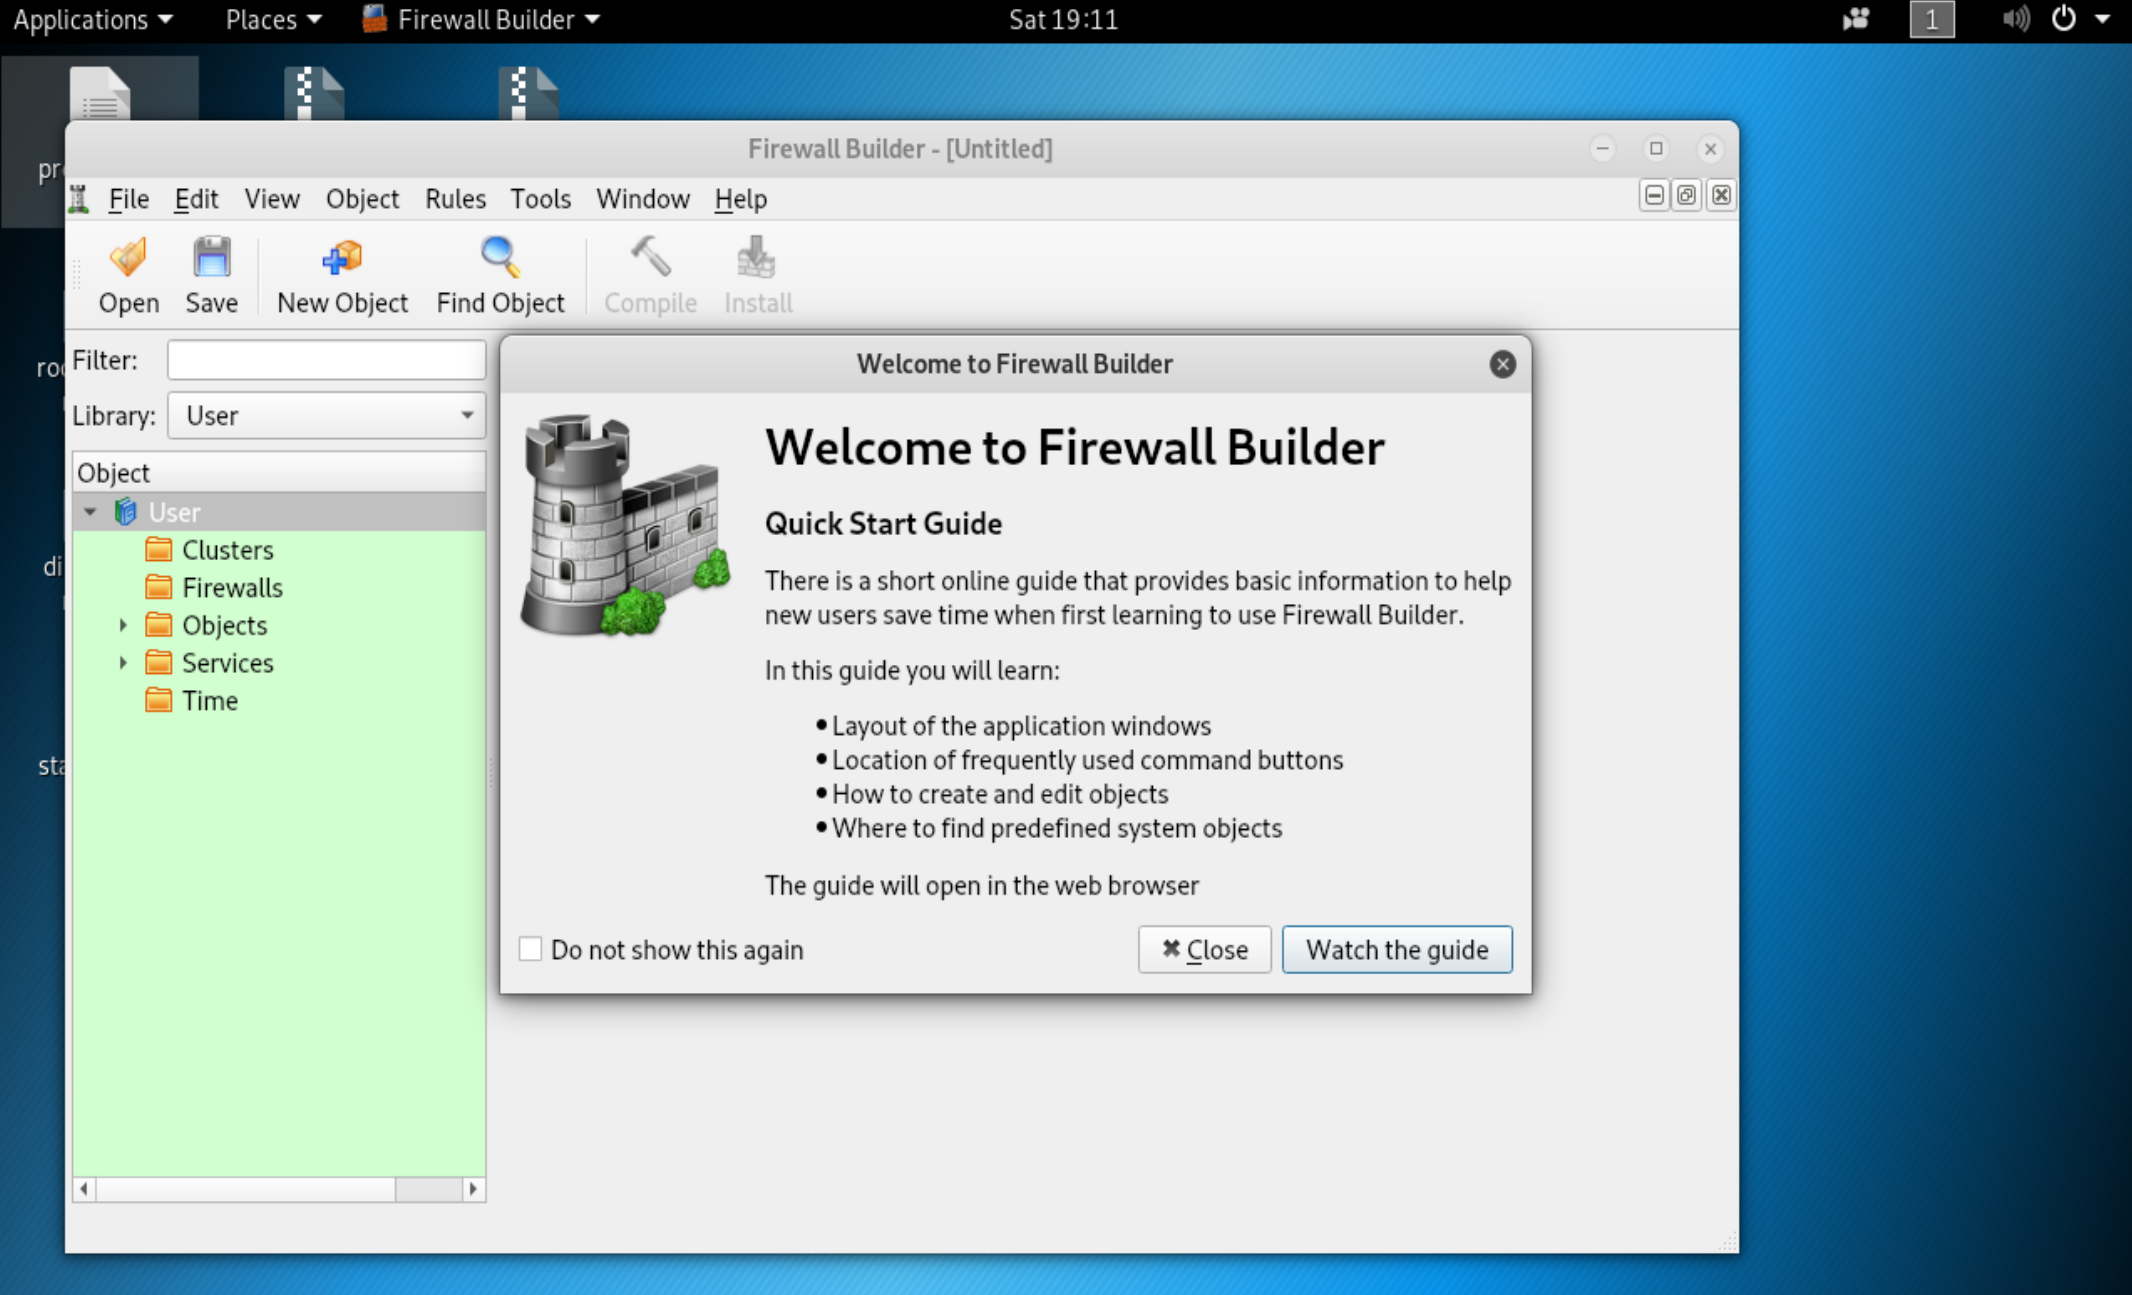 Applications Places Firewall Builder Sat 19:11 1
Firewall Builder - [Untitled]
File Edit View Object Rules Tools Window Help
Open Save New Object Find Object Compile Install
Filter:
Library: User
Object
User
Clusters
Firewalls
Objects
Services
Time
Welcome to Firewall Builder
Welcome to Firewall Builder
Quick Start Guide
There is a short online guide that provides basic information to help
new users save time when first learning to use Firewall Builder.
In this guide you will learn:
Layout of the application windows
Location of frequently used command buttons
How to create and edit objects
Where to find predefined system objects
The guide will open in the web browser
Do not show this again Close Watch the guide